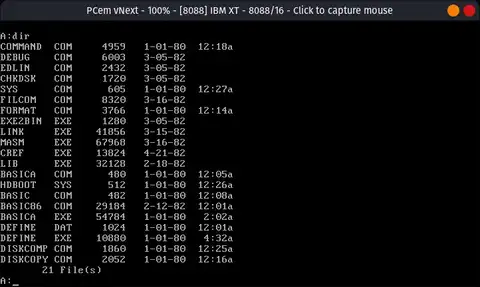 PCem vNext - 100% - [8088] IBM XT - 8088/16 - Click to capture mouse
A:dir
COMMAND  COM     4959   1-01-80  12:18a
DEBUG    COM     6003   3-05-82
EDLIN    COM     2432   3-05-82
CHKDSK   COM     1720   3-05-82
SYS      COM      605   1-01-80  12:27a
FILCOM   COM     8320   3-16-82
FORMAT   COM     3766   1-01-80  12:14a
EXE2BIN  EXE     1280   3-05-82
LINK     EXE    41856   3-15-82
MASM     EXE    67968   3-16-82
CREF     EXE    13824   4-21-82
LIB      EXE    32128   2-18-82
BASICA   COM      480   1-01-80  12:05a
HDBOOT   SYS      512   1-01-80  12:26a
BASIC    COM      482   1-01-80  12:08a
BASIC86  COM    29184   2-12-82  12:01a
BASICA   EXE    54784   1-01-80   2:02a
DEFINE   DAT     1024   1-01-80  12:01a
DEFINE   EXE    10880   1-01-80   4:32a
DISKCOMP COM     1860   1-01-80  12:25a
DISKCOPY COM     2052   1-01-80  12:16a
21 File(s)
A:_